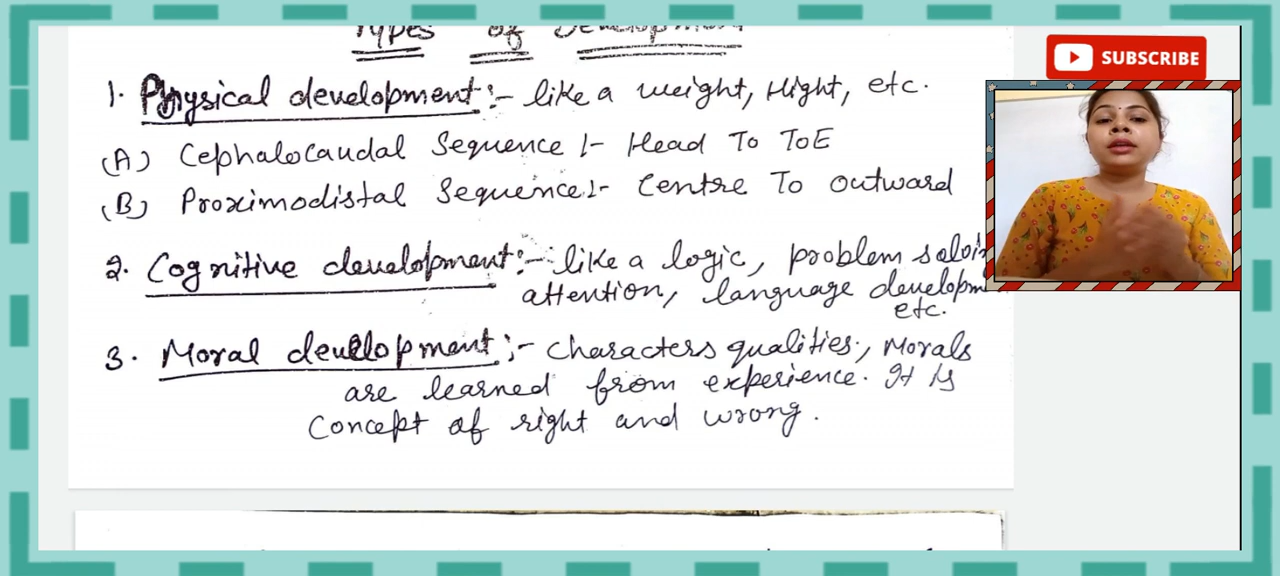 Types of Development
SUBSCRIBE
1. Physical development :- like a weight, Hight, etc.
(A) Cephalocaudal Sequence :- Head To ToE
(B) Proximodistal Sequence :- Centre To outward
2. Cognitive development :- like a logic, problem
attention, language developm
etc.
3. Moral development :- Characters qualities, Morals
are learned from experience. It is
Concept of right and wrong.